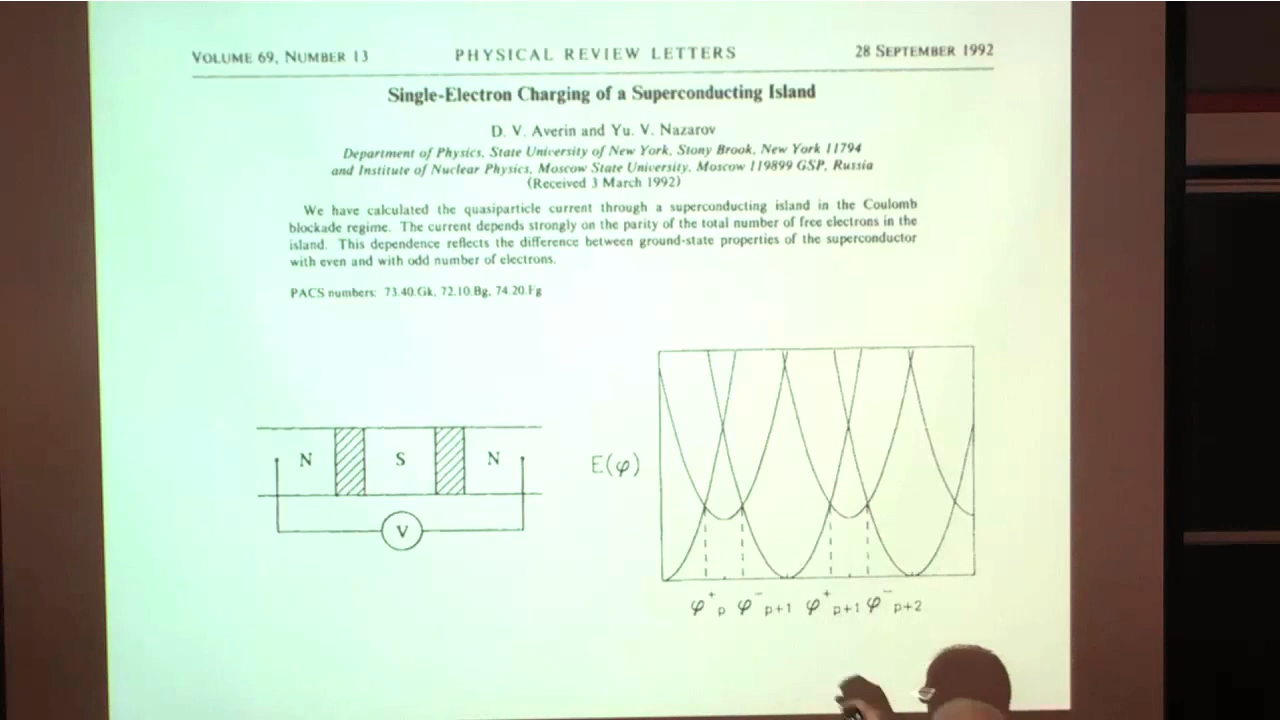 VOLUME 69, NUMBER 13 PHYSICAL REVIEW LETTERS 28 SEPTEMBER 1992
Single-Electron Charging of a Superconducting Island
D. V. Averin and Yu. V. Nazarov
Department of Physics, State University of New York, Stony Brook, New York 11794
and Institute of Nuclear Physics, Moscow State University, Moscow 119899 GSP, Russia
(Received 3 March 1992)
We have calculated the quasiparticle current through a superconducting island in the Coulomb
blockade regime. The current depends strongly on the parity of the total number of free electrons in the
island. This dependence reflects the difference between ground-state properties of the superconductor
with even and with odd number of electrons.
PACS numbers: 73.40.Gk, 72.10.Bg, 74.20.Fg
N S N
V
E(φ)
φ⁺p φ⁻p+1 φ⁺p+1 φ⁻p+2